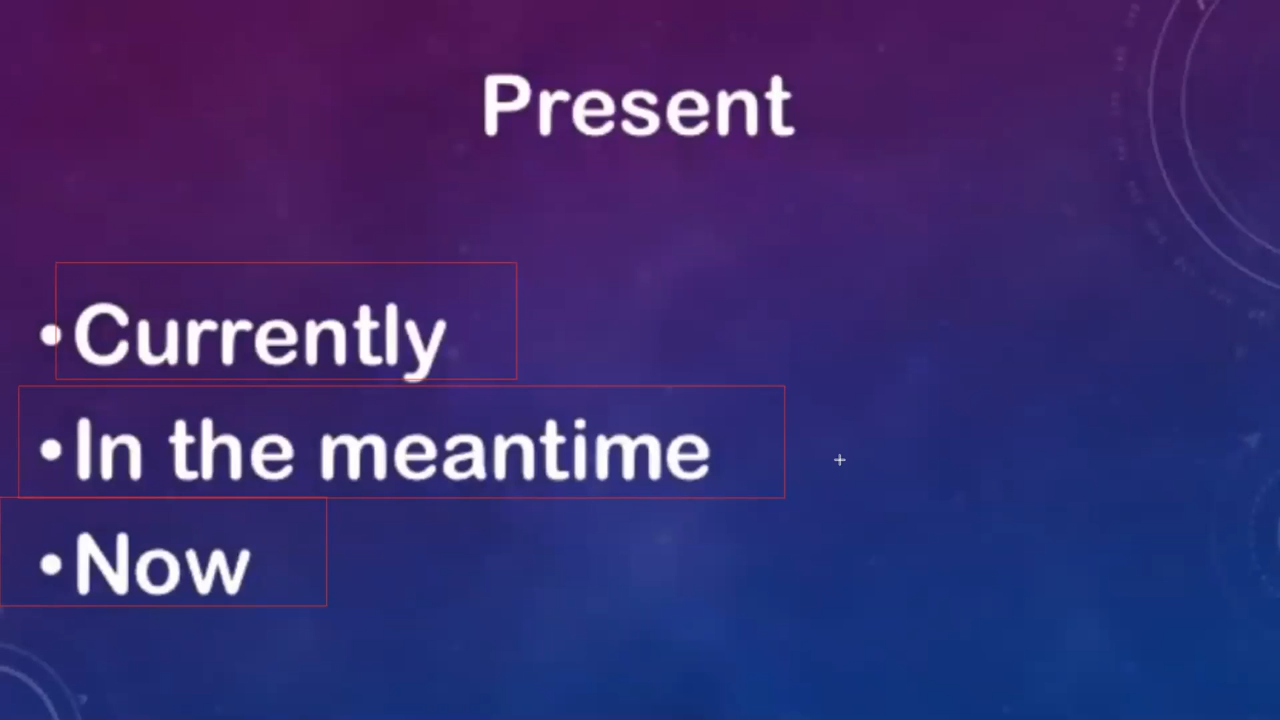 Present
•Currently
•In the meantime
•Now